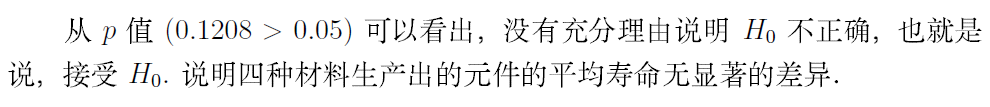 从 p 值 (0.1208 > 0.05) 可以看出，没有充分理由说明 H₀ 不正确，也就是
说，接受 H₀. 说明四种材料生产出的元件的平均寿命无显著的差异.